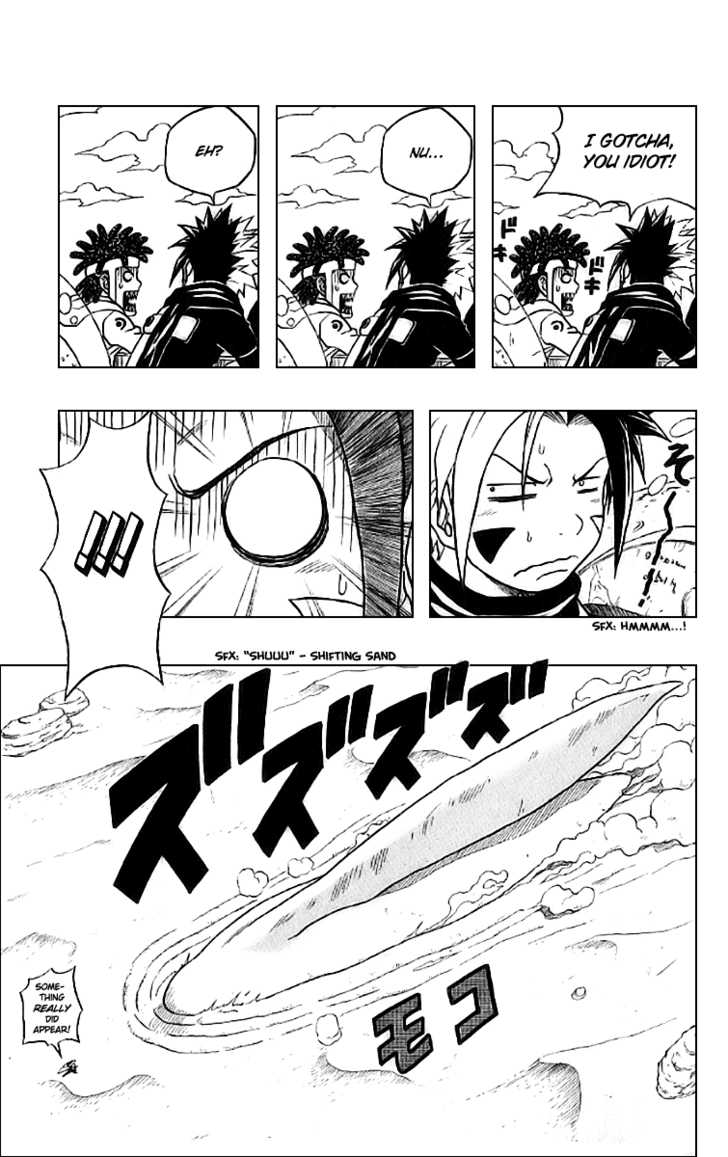 I GOTCHA,
YOU IDIOT!
ドキ
ドキ
NU...
EH?
SFX: HMMMM...!
!!!!
SFX: "SHUUU" - SHIFTING SAND
ズズズズ
モコ
SOME-
THING
REALLY
DID
APPEAR!